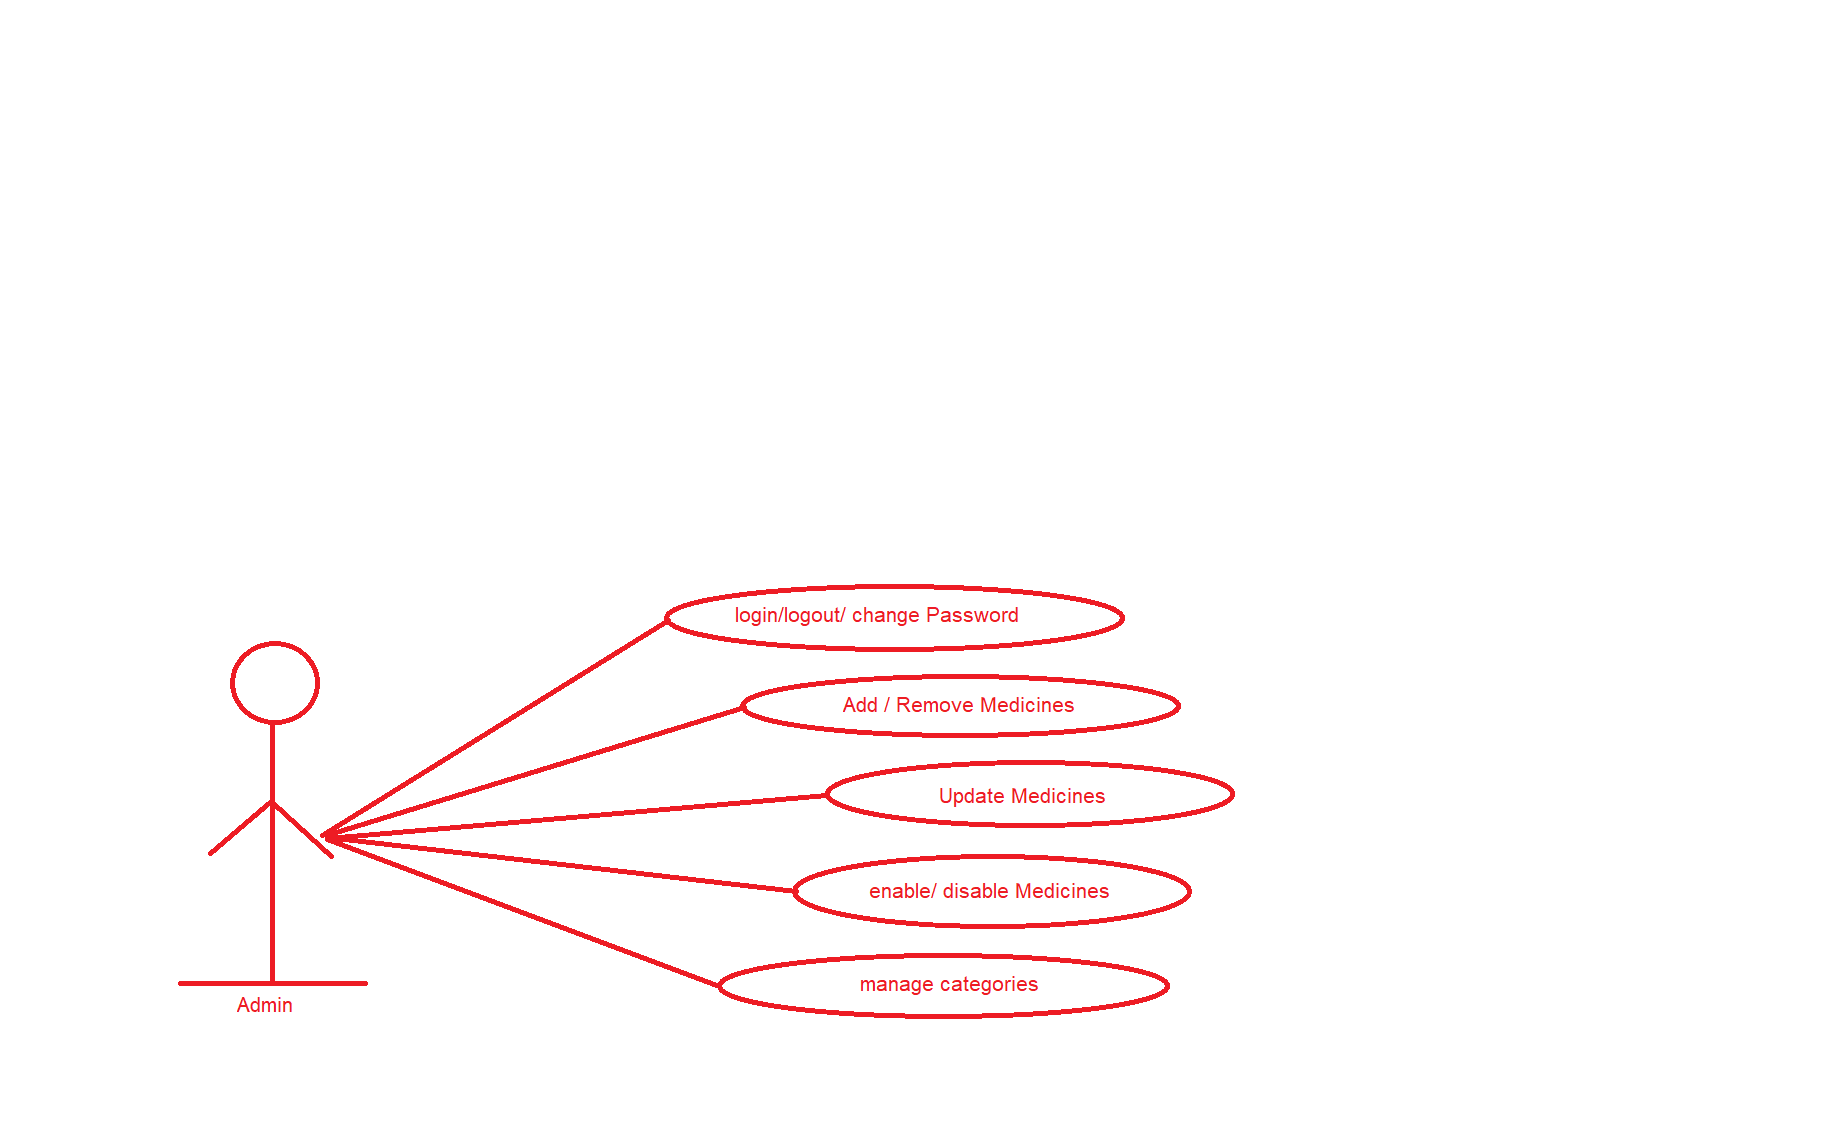 login/logout/ change Password
Add / Remove Medicines
Update Medicines
enable/ disable Medicines
manage categories
Admin